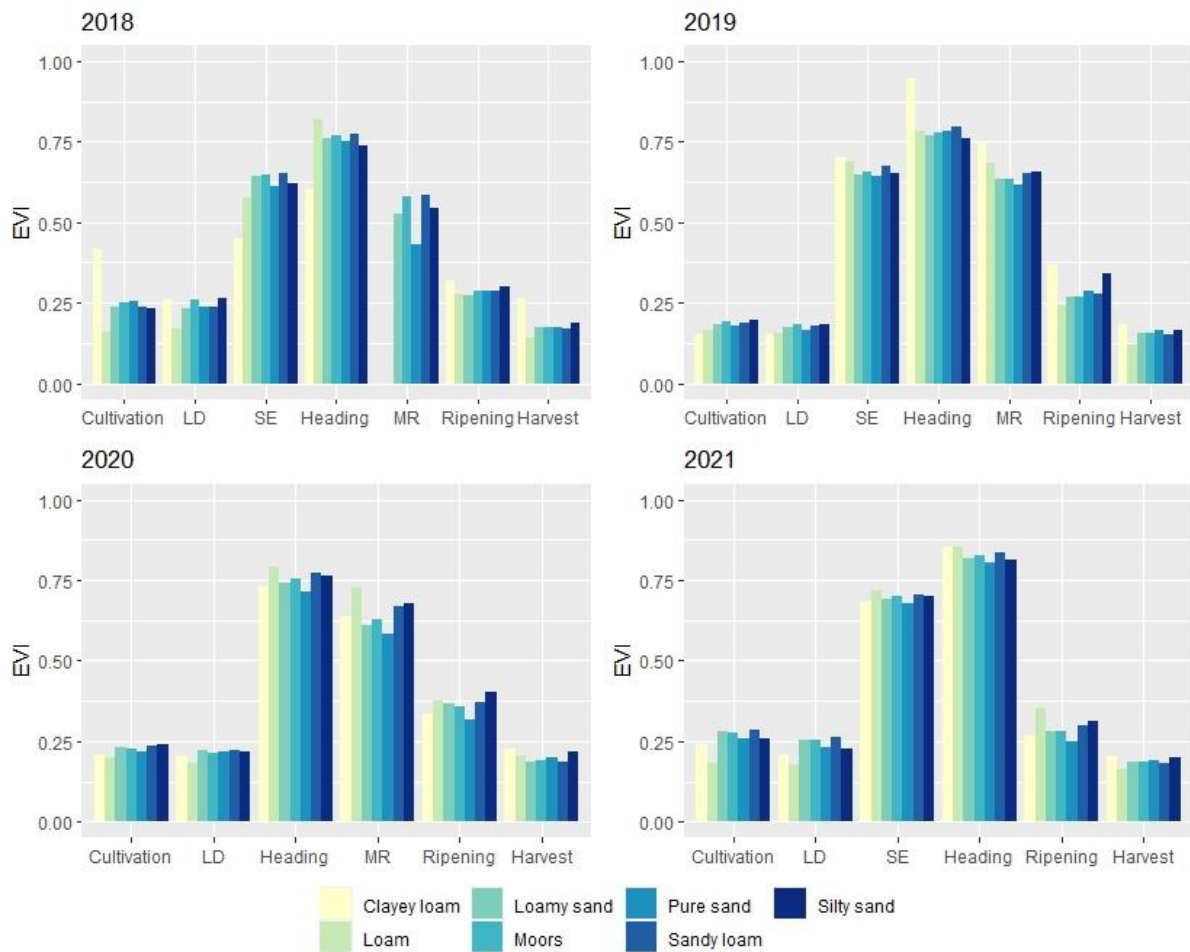 2018
1.00
0.75
0.50
0.25
0.00
EVI
Cultivation LD SE Heading MR Ripening Harvest
2019
1.00
0.75
0.50
0.25
0.00
EVI
Cultivation LD SE Heading MR Ripening Harvest
2020
1.00
0.75
0.50
0.25
0.00
EVI
Cultivation LD Heading MR Ripening Harvest
2021
1.00
0.75
0.50
0.25
0.00
EVI
Cultivation LD SE Heading Ripening Harvest
Clayey loam Loamy sand Pure sand Silty sand
Loam Moors Sandy loam